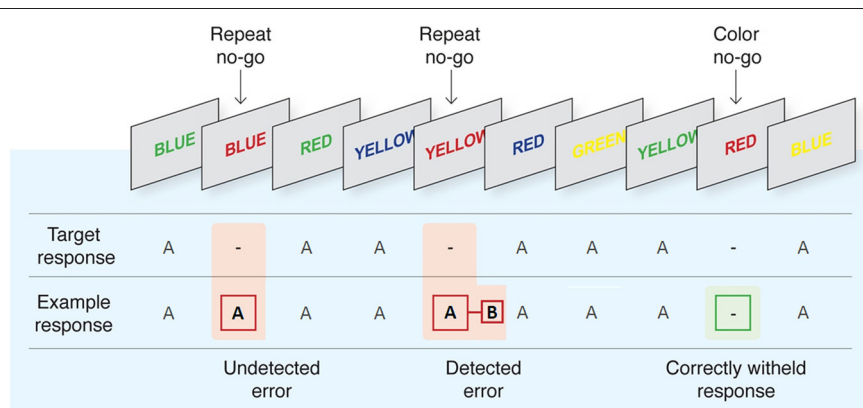 Repeat no-go
Repeat no-go
Color no-go
BLUE BLUE RED YELLOW YELLOW RED GREEN YELLOW RED BLUE
Target response A - A A - A A A - A
Example response A A A A A B A A A - A
Undetected error
Detected error
Correctly witheld response